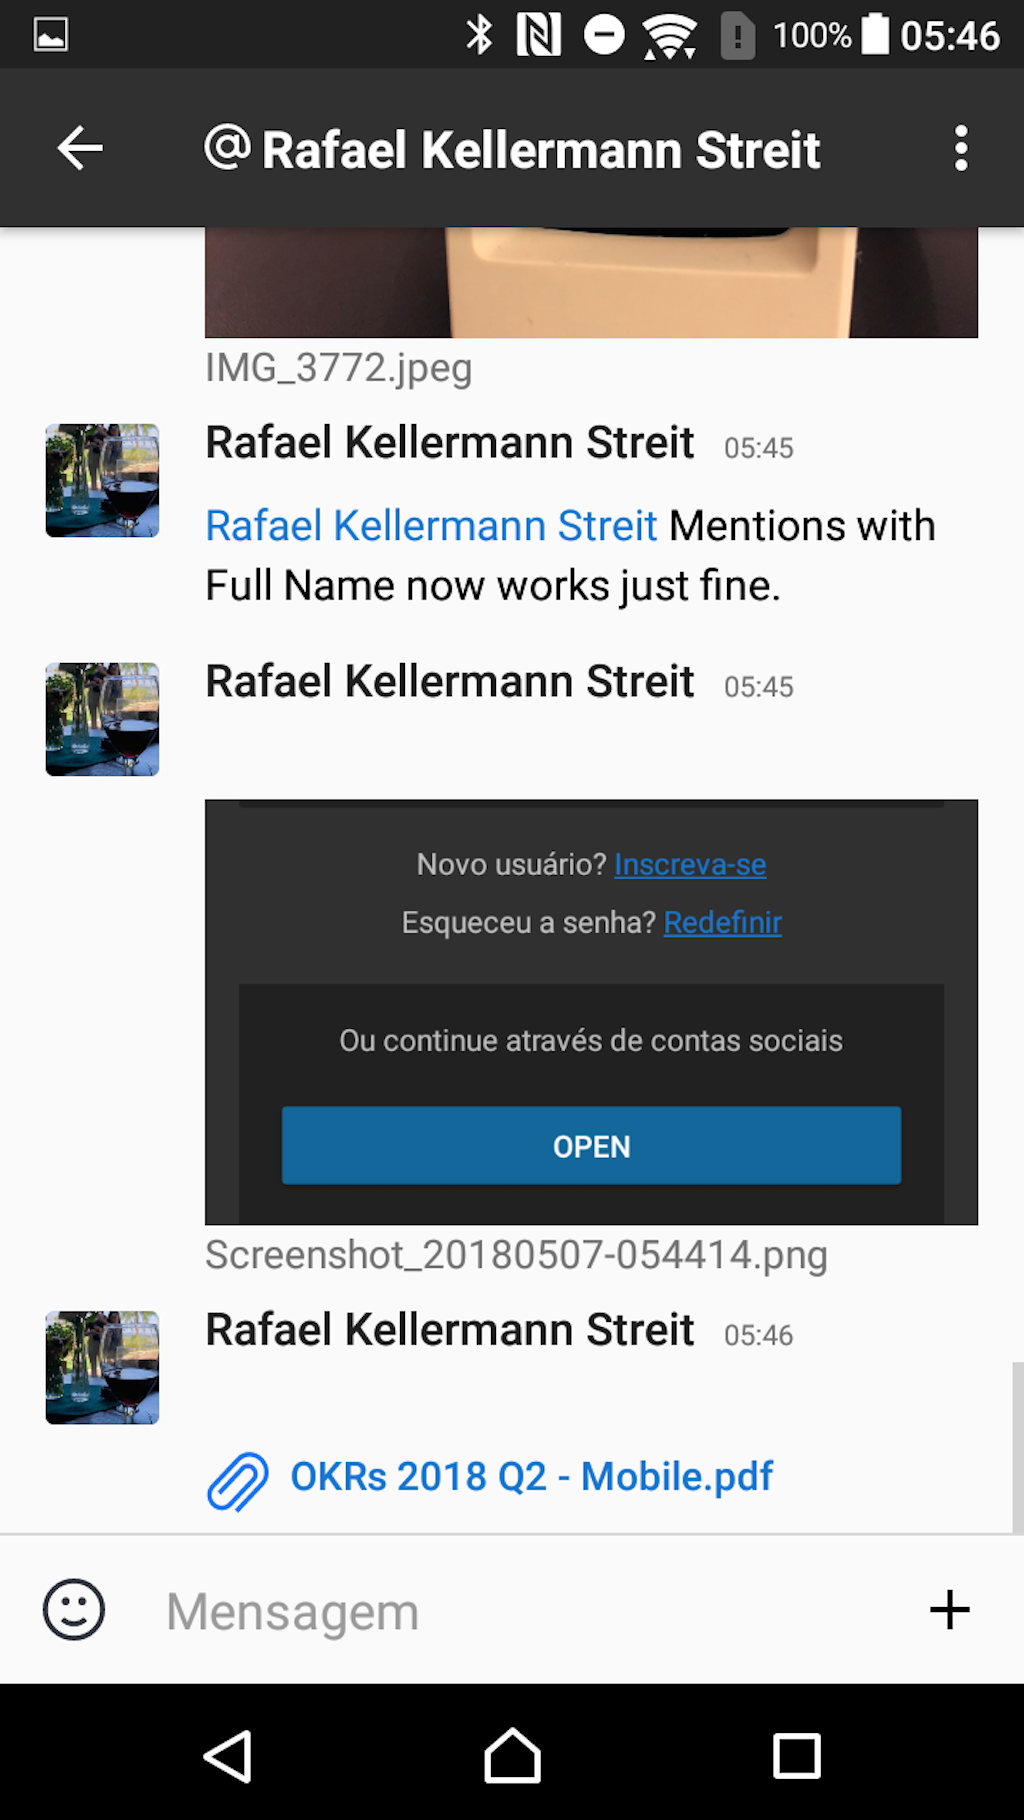 100% 05:46
@Rafael Kellermann Streit
IMG_3772.jpeg
Rafael Kellermann Streit 05:45
Rafael Kellermann Streit Mentions with
Full Name now works just fine.
Rafael Kellermann Streit 05:45
Novo usuário? Inscreva-se
Esqueceu a senha? Redefinir
Ou continue através de contas sociais
OPEN
Screenshot_20180507-054414.png
Rafael Kellermann Streit 05:46
OKRs 2018 Q2 - Mobile.pdf
Mensagem